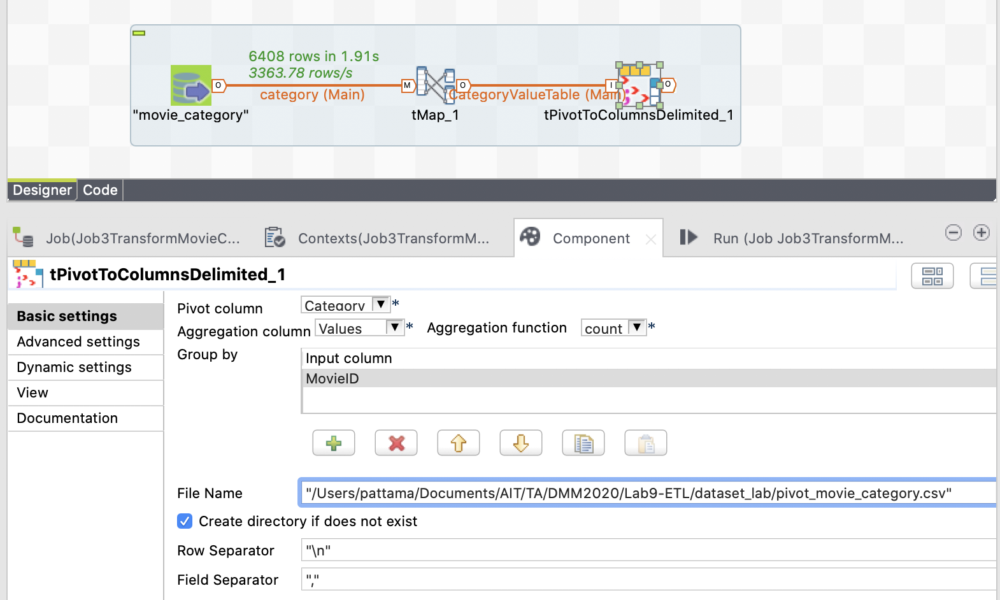 6408 rows in 1.91s
3363.78 rows/s
O
M
O
I
O
category (Main)
CategoryValueTable (Main)
"movie_category"
tMap_1
tPivotToColumnsDelimited_1
Designer
Code
Job(Job3TransformMovieC...
Contexts(Job3TransformM...
Component
Run (Job Job3TransformM...
tPivotToColumnsDelimited_1
Basic settings
Advanced settings
Dynamic settings
View
Documentation
Pivot column
Category
*
Aggregation column
Values
*
Aggregation function
count
*
Group by
Input column
MovieID
File Name
"/Users/pattama/Documents/AIT/TA/DMM2020/Lab9-ETL/dataset_lab/pivot_movie_category.csv"
Create directory if does not exist
Row Separator
"\n"
Field Separator
","